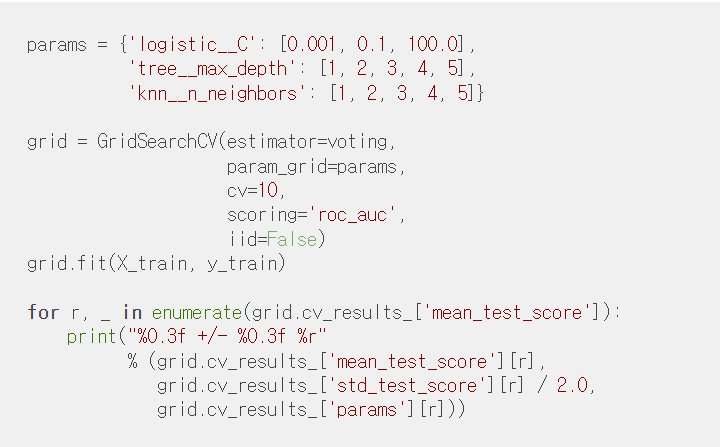 params = {'logistic__C': [0.001, 0.1, 100.0],
          'tree__max_depth': [1, 2, 3, 4, 5],
          'knn__n_neighbors': [1, 2, 3, 4, 5]}
grid = GridSearchCV(estimator=voting,
                    param_grid=params,
                    cv=10,
                    scoring='roc_auc',
                    iid=False)
grid.fit(X_train, y_train)
for r, _ in enumerate(grid.cv_results_['mean_test_score']):
    print("%0.3f +/- %0.3f %r"
          % (grid.cv_results_['mean_test_score'][r],
             grid.cv_results_['std_test_score'][r] / 2.0,
             grid.cv_results_['params'][r]))